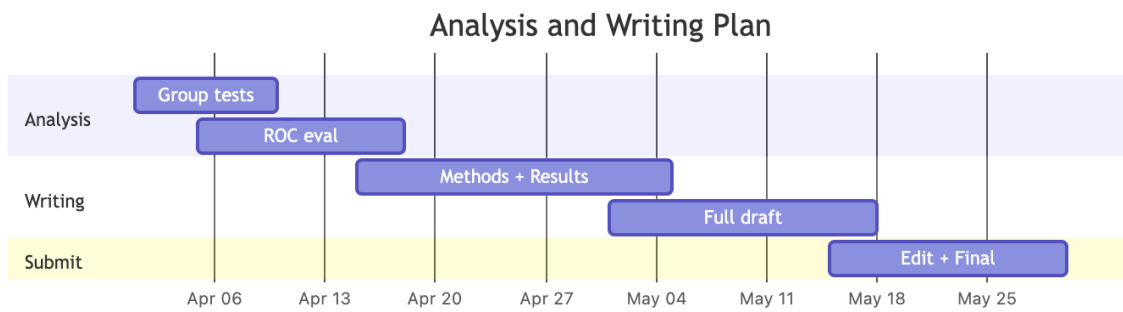 Analysis and Writing Plan
Group tests
Analysis
ROC eval
Methods + Results
Writing
Full draft
Edit + Final
Submit
Apr 06 Apr 13 Apr 20 Apr 27 May 04 May 11 May 18 May 25